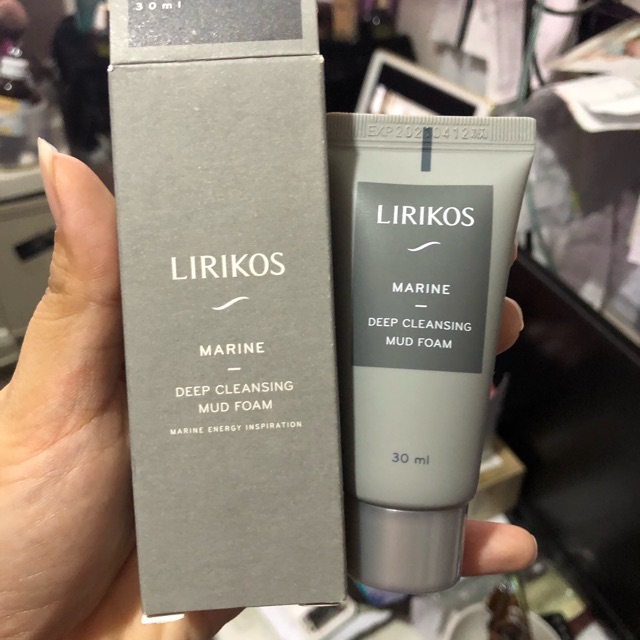 30ml
LIRIKOS
MARINE
DEEP CLEANSING
MUD FOAM
MARINE ENERGY INSPIRATION
LIRIKOS
MARINE
DEEP CLEANSING
MUD FOAM
30 ml